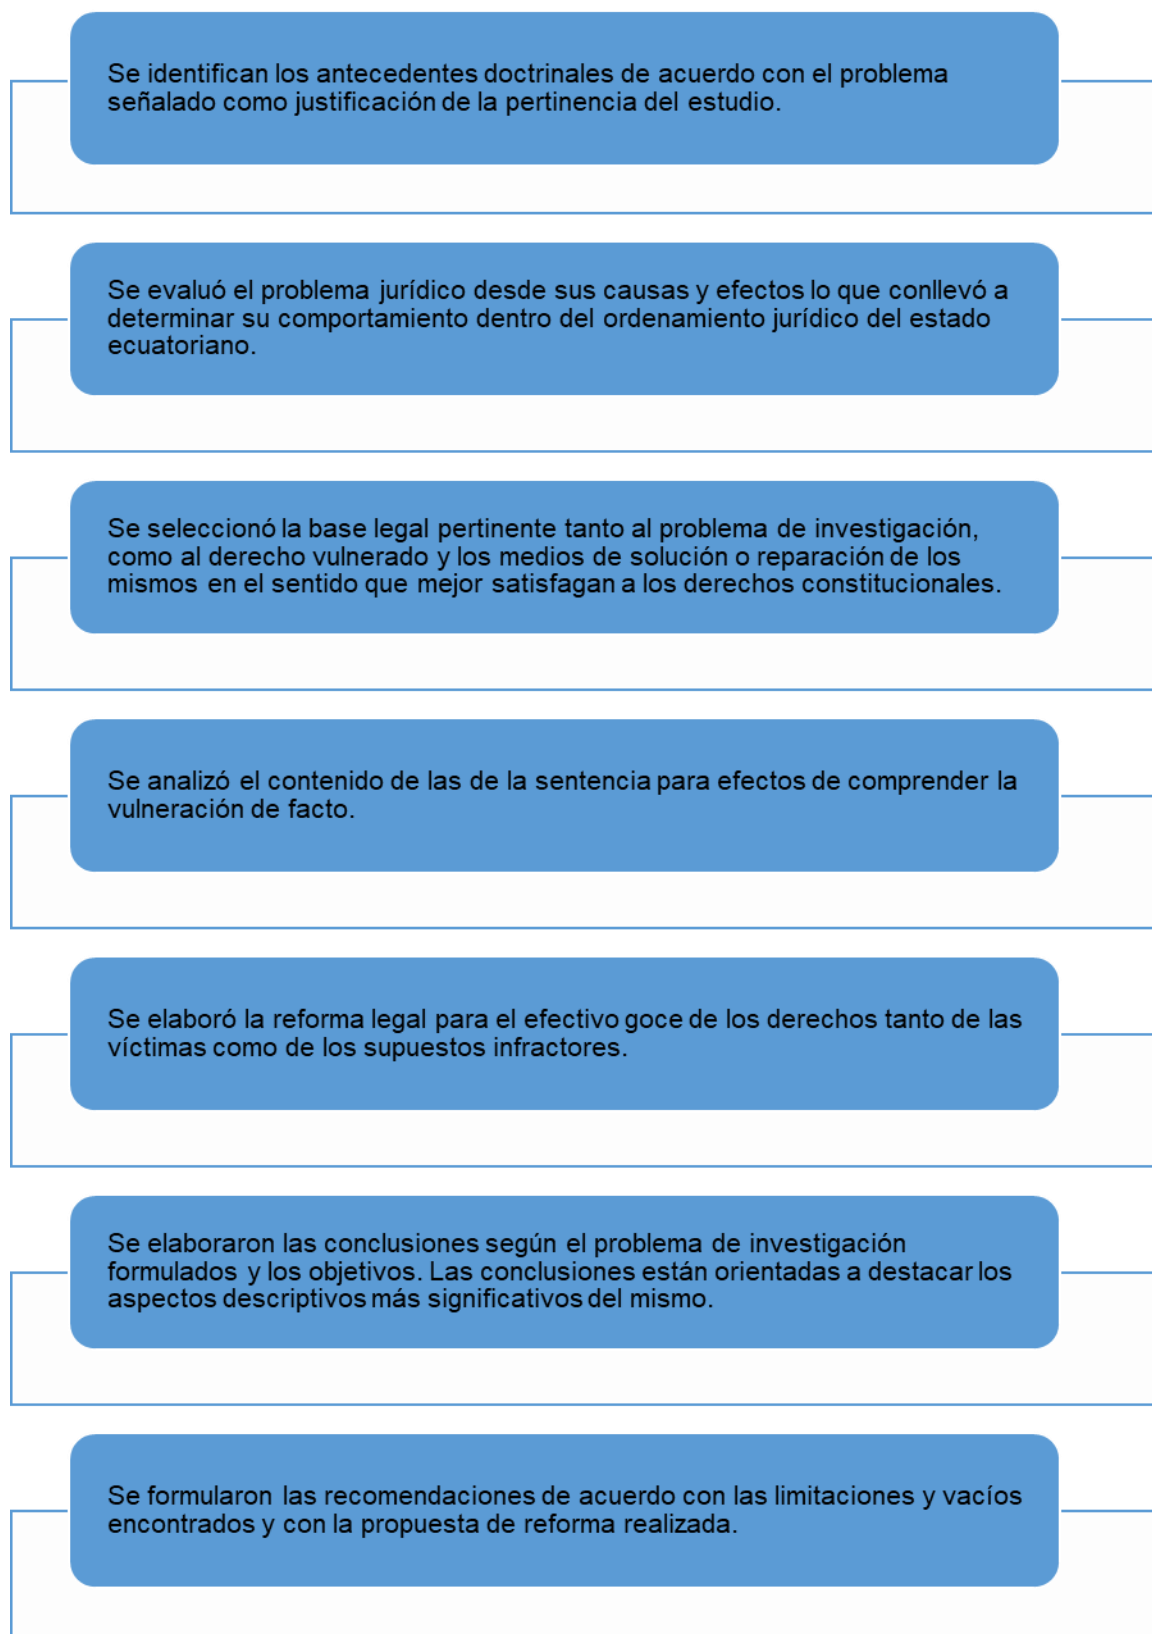 Se identifican los antecedentes doctrinales de acuerdo con el problema
señalado como justificación de la pertinencia del estudio.
Se evaluó el problema jurídico desde sus causas y efectos lo que conllevó a
determinar su comportamiento dentro del ordenamiento jurídico del estado
ecuatoriano.
Se seleccionó la base legal pertinente tanto al problema de investigación,
como al derecho vulnerado y los medios de solución o reparación de los
mismos en el sentido que mejor satisfagan a los derechos constitucionales.
Se analizó el contenido de las de la sentencia para efectos de comprender la
vulneración de facto.
Se elaboró la reforma legal para el efectivo goce de los derechos tanto de las
víctimas como de los supuestos infractores.
Se elaboraron las conclusiones según el problema de investigación
formulados y los objetivos. Las conclusiones están orientadas a destacar los
aspectos descriptivos más significativos del mismo.
Se formularon las recomendaciones de acuerdo con las limitaciones y vacíos
encontrados y con la propuesta de reforma realizada.